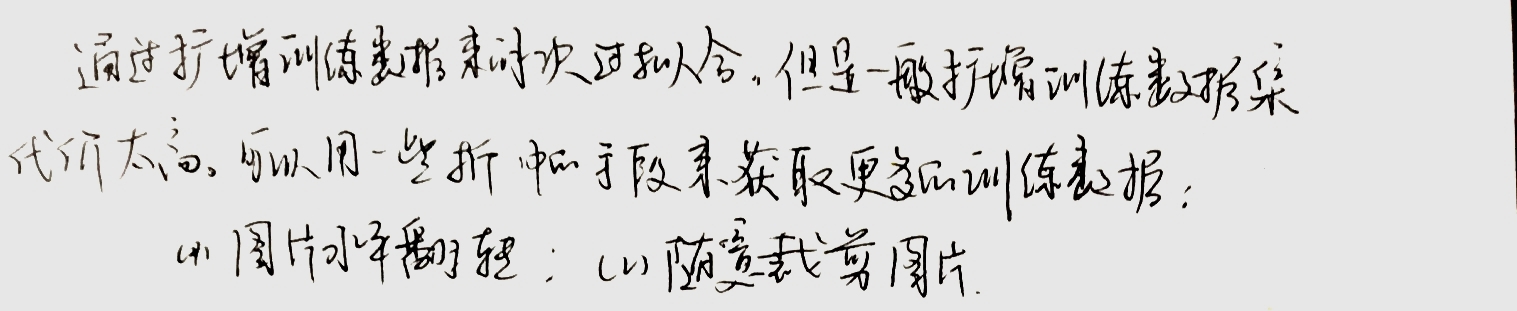 通过扩增训练数据来解决过拟合。但是一般扩增训练数据集
代价太高。可以用一些折中的手段来获取更多的训练数据：
(1) 图片水平翻转；(2) 随意裁剪图片.